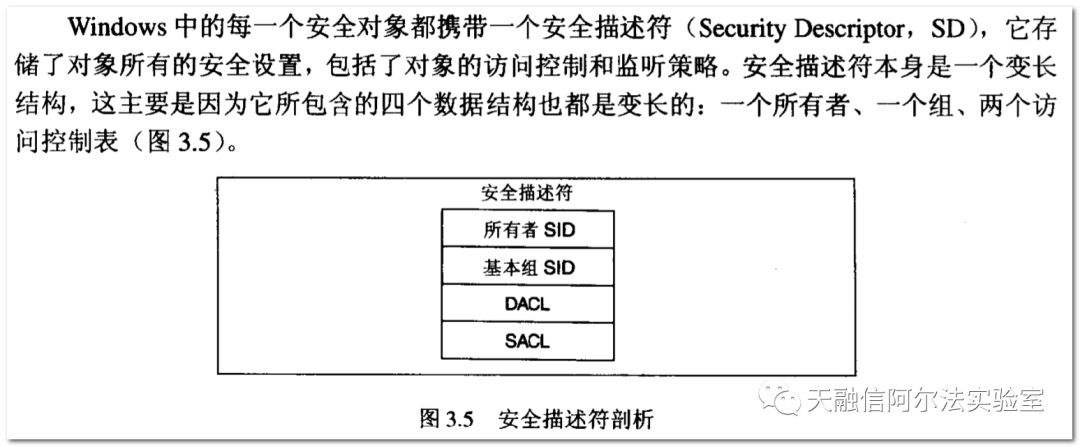 Windows 中的每一个安全对象都携带一个安全描述符（Security Descriptor，SD），它存
储了对象所有的安全设置，包括了对象的访问控制和监听策略。安全描述符本身是一个变长
结构，这主要是因为它所包含的四个数据结构也都是变长的：一个所有者、一个组、两个访
问控制表（图 3.5）。
安全描述符
所有者 SID
基本组 SID
DACL
SACL
天融信阿尔法实验室
图 3.5 安全描述符剖析